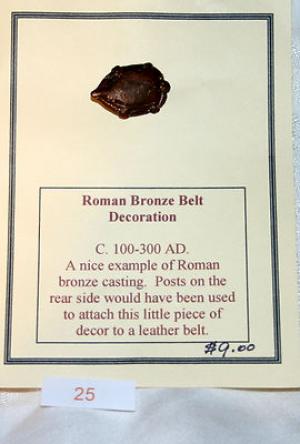 Roman Bronze Belt
Decoration
C. 100-300 AD.
A nice example of Roman
bronze casting. Posts on the
rear side would have been used
to attach this little piece of
decor to a leather belt.
$9.00
25